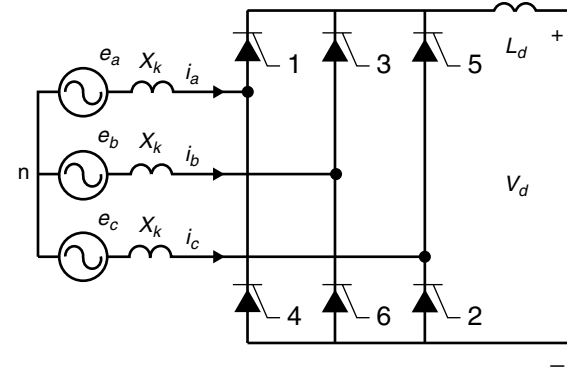 1 3 5 L_d +
e_a X_k i_a
e_b X_k i_b
n V_d
e_c X_k i_c
4 6 2
–